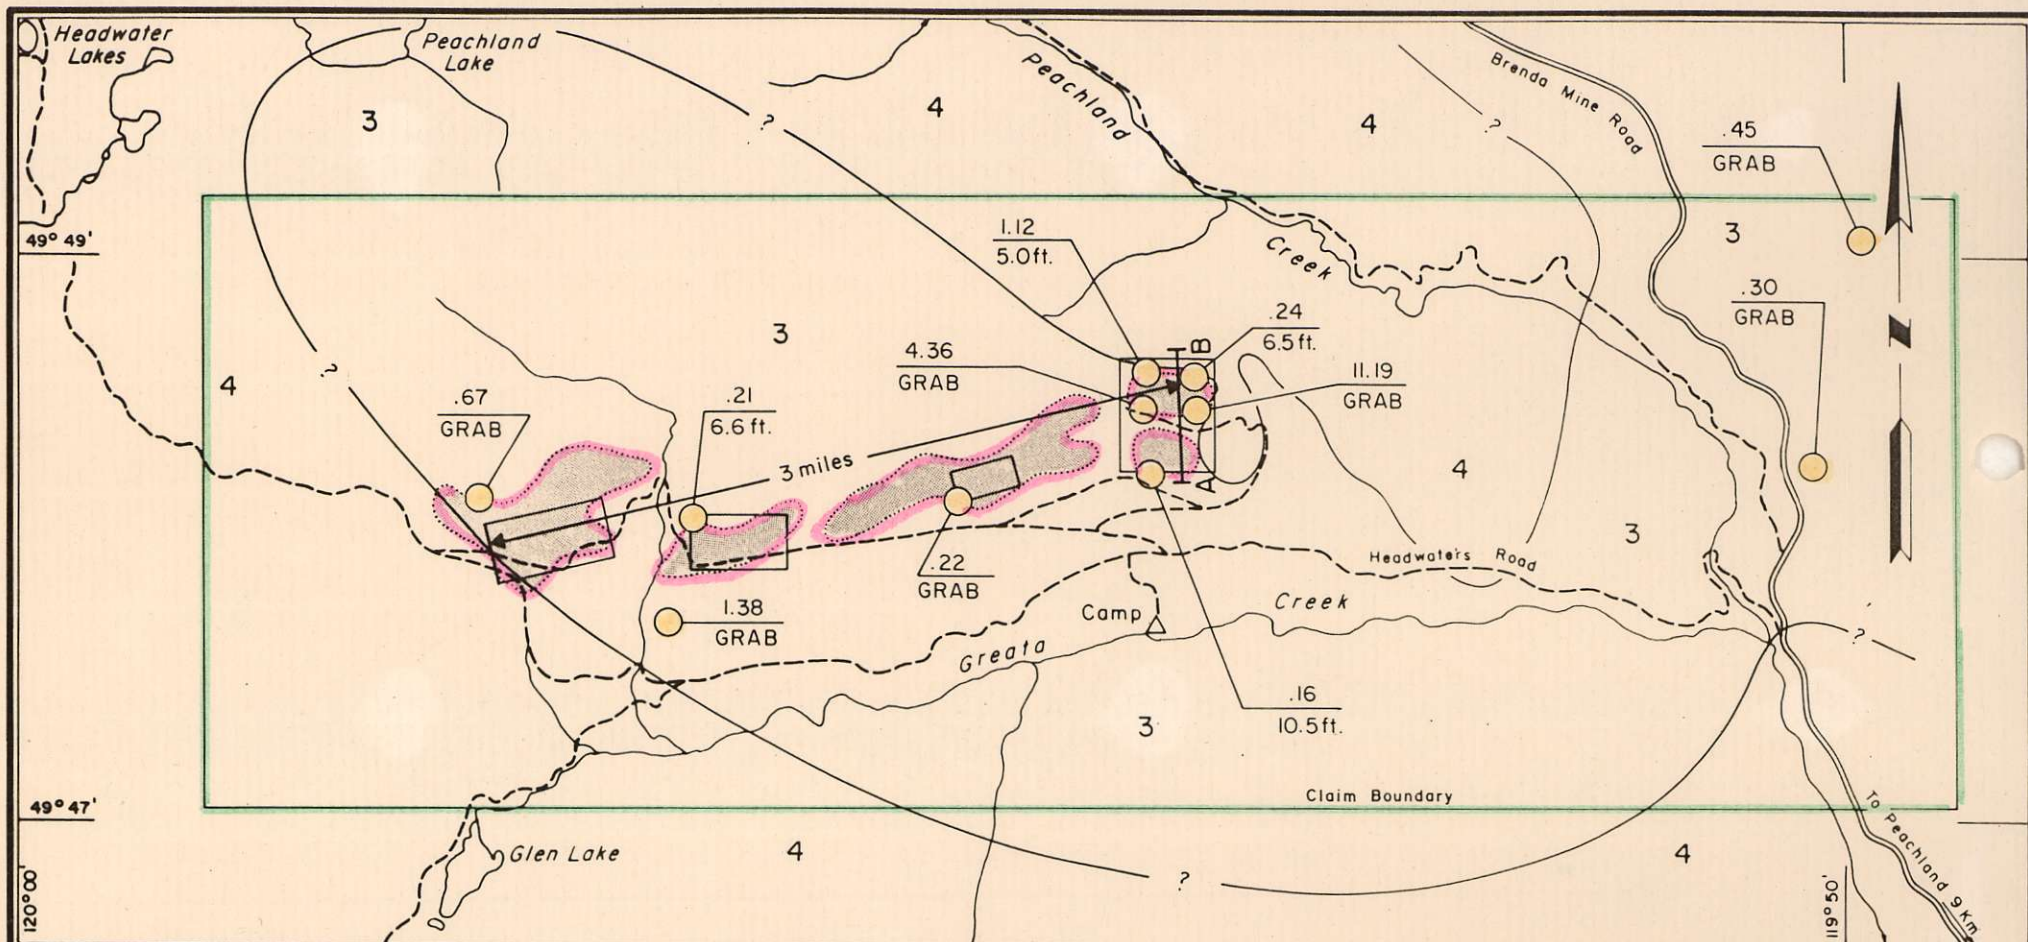 Headwater
Lakes
Peachland
Lake
?
3
4
Peachland
4
?
Brenda Mine Road
.45
GRAB
49° 49'
1.12
5.0 ft.
Creek
3
.30
GRAB
N
3
.24
6.5 ft.
B
4.36
GRAB
11.19
GRAB
4
?
.67
GRAB
.21
6.6 ft.
3 miles
A
4
3
Headwaters Road
.22
GRAB
1.38
GRAB
Camp
Creek
Greata
?
.16
10.5 ft.
3
Claim Boundary
49° 47'
To Peachland 9 Km
Glen Lake
4
4
?
120° 00'
119° 50'